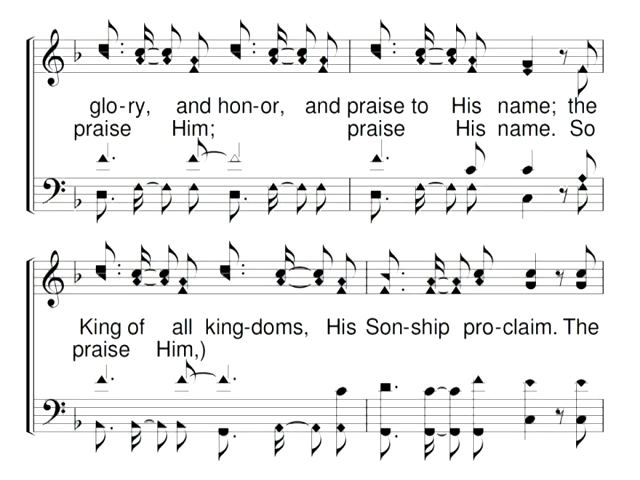 glo-ry, and hon-or, and praise to His name; the
praise Him; praise His name. So
King of all king-doms, His Son-ship pro-claim. The
praise Him,)